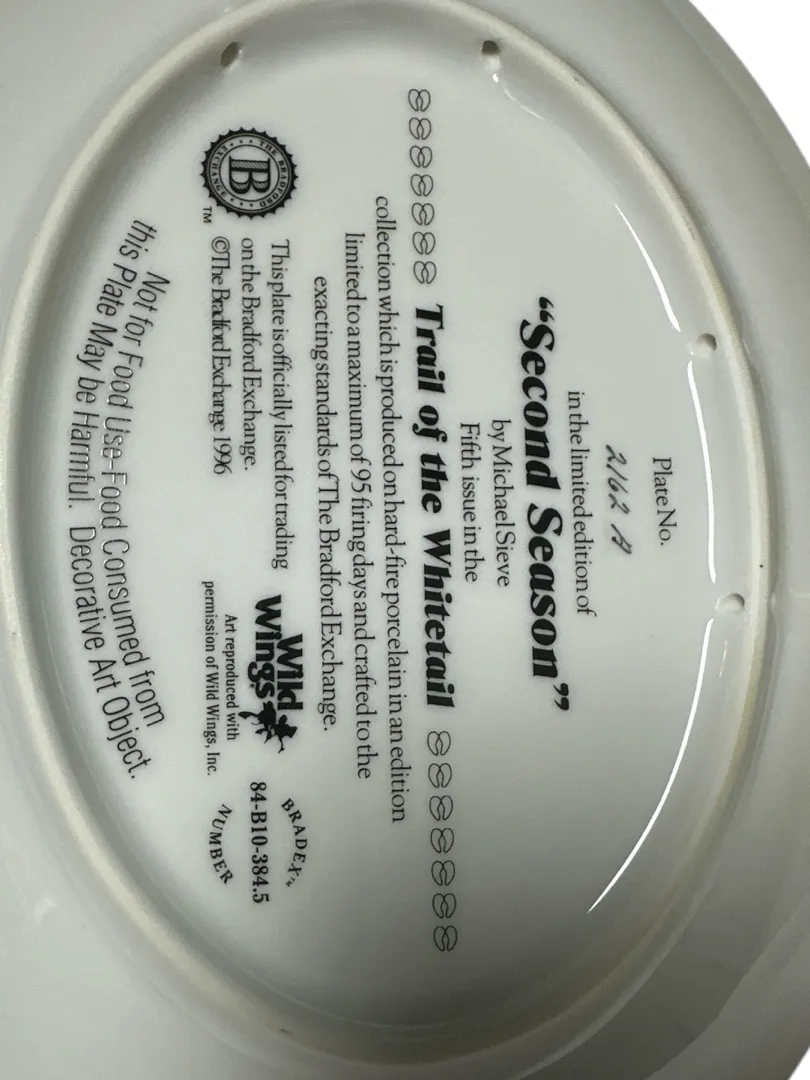 Plate No.
2162 A
in the limited edition of
“Second Season”
by Michael Sieve
Fifth issue in the
Trail of the Whitetail
collection which is produced on hard-fire porcelain in an edition
limited to a maximum of 95 firing days and crafted to the
exacting standards of The Bradford Exchange.
THE BRADFORD
B
EXCHANGE
TM
This plate is officially listed for trading
on the Bradford Exchange.
©The Bradford Exchange 1996
Wild
Wings
Art reproduced with
permission of Wild Wings, Inc.
BRADEX
84-B10-384.5
NUMBER
Not for Food Use–Food Consumed from
this Plate May be Harmful. Decorative Art Object.